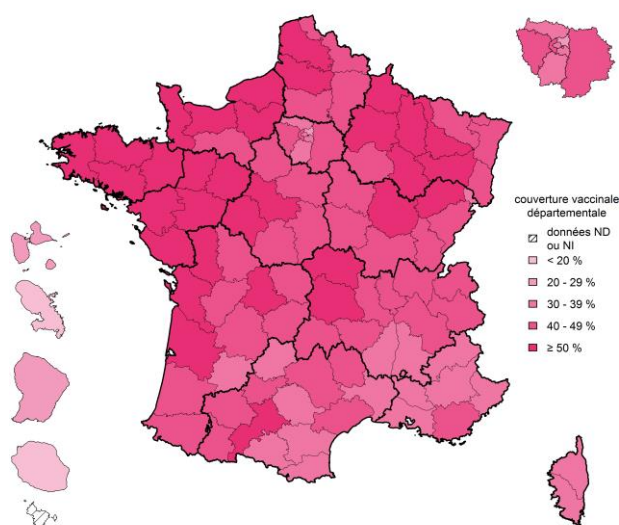 couverture vaccinale
départementale
données ND
ou NI
< 20 %
20 - 29 %
30 - 39 %
40 - 49 %
≥ 50 %